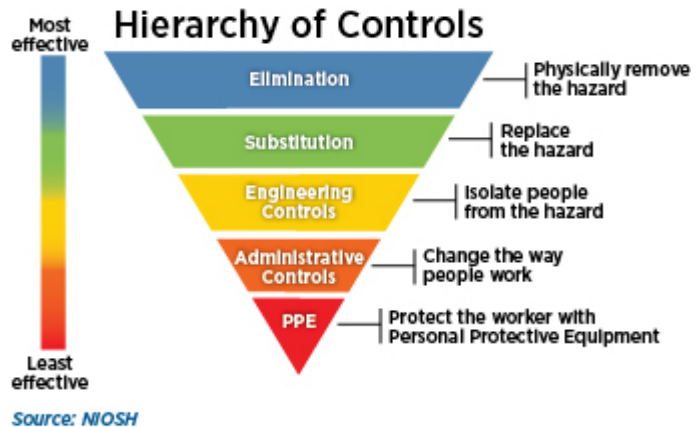 Hierarchy of Controls
Most
effective
Elimination
Physically remove
the hazard
Substitution
Replace
the hazard
Engineering
Controls
Isolate people
from the hazard
Administrative
Controls
Change the way
people work
PPE
Protect the worker with
Personal Protective Equipment
Least
effective
Source: NIOSH